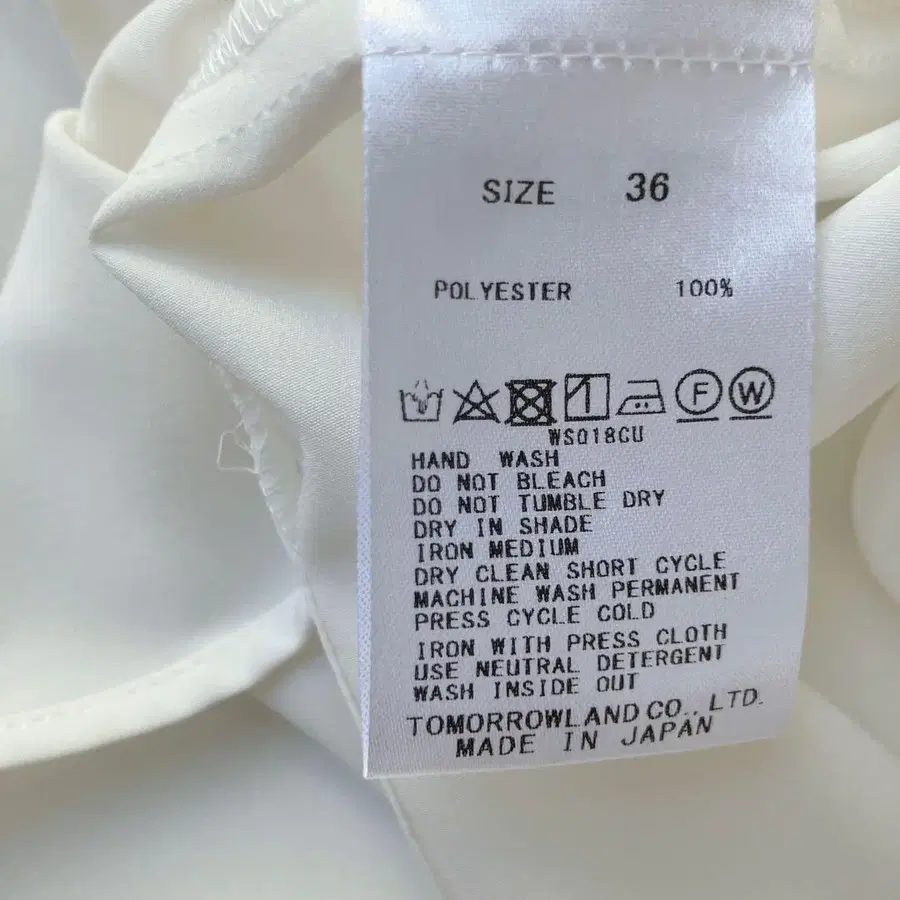 SIZE 36
POLYESTER 100%
F W
WS018CU
HAND WASH
DO NOT BLEACH
DO NOT TUMBLE DRY
DRY IN SHADE
IRON MEDIUM
DRY CLEAN SHORT CYCLE
MACHINE WASH PERMANENT
PRESS CYCLE COLD
IRON WITH PRESS CLOTH
USE NEUTRAL DETERGENT
WASH INSIDE OUT
TOMORROWLAND CO., LTD.
MADE IN JAPAN